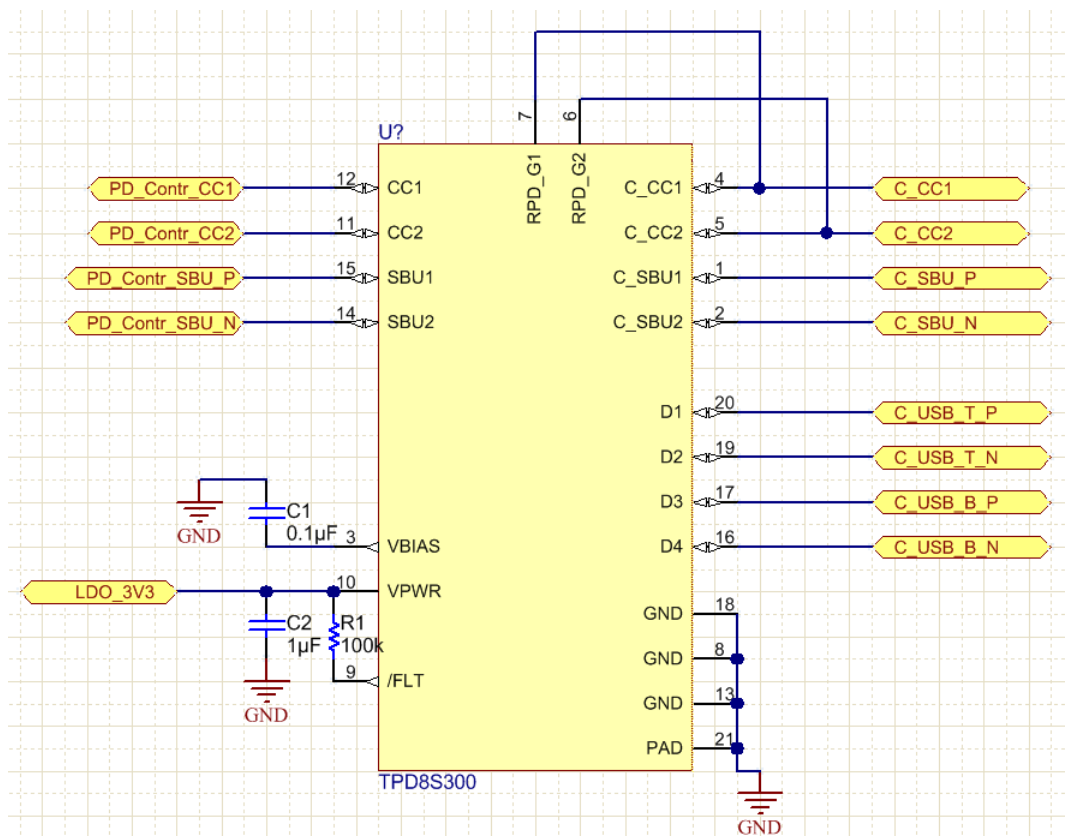 7
6
U?
RPD_G1
RPD_G2
PD_Contr_CC1
12
CC1
C_CC1
4
C_CC1
PD_Contr_CC2
11
CC2
C_CC2
5
C_CC2
PD_Contr_SBU_P
15
SBU1
C_SBU1
1
C_SBU_P
PD_Contr_SBU_N
14
SBU2
C_SBU2
2
C_SBU_N
D1
20
C_USB_T_P
D2
19
C_USB_T_N
GND
C1
0.1µF
D3
17
C_USB_B_P
3
VBIAS
D4
16
C_USB_B_N
LDO_3V3
10
VPWR
C2
1µF
R1
100k
GND
18
9
/FLT
GND
8
GND
GND
13
PAD
21
TPD8S300
GND